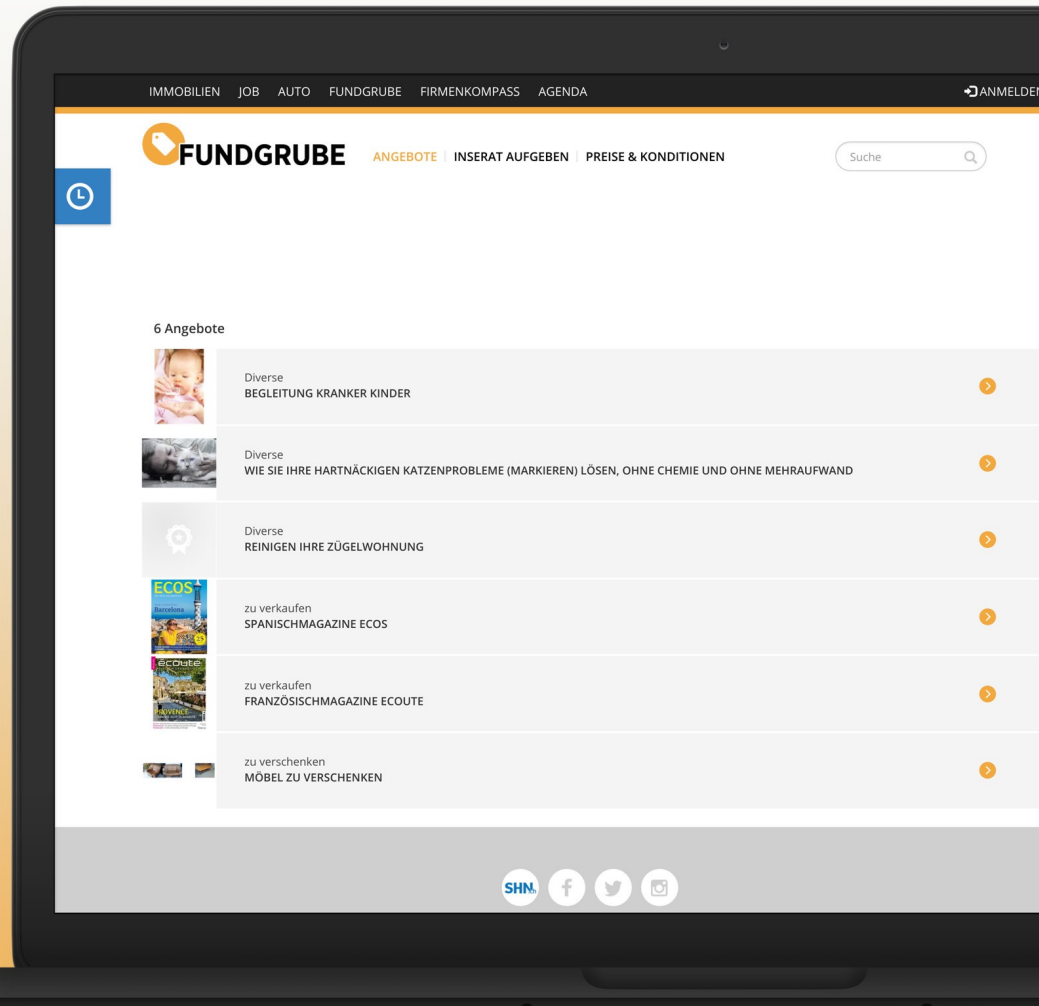 IMMOBILIEN JOB AUTO FUNDGRUBE FIRMENKOMPASS AGENDA ANMELDEN
FUNDGRUBE ANGEBOTE INSERAT AUFGEBEN PREISE & KONDITIONEN Suche
6 Angebote
Diverse
BEGLEITUNG KRANKER KINDER
Diverse
WIE SIE IHRE HARTNÄCKIGEN KATZENPROBLEME (MARKIEREN) LÖSEN, OHNE CHEMIE UND OHNE MEHRAUFWAND
Diverse
REINIGEN IHRE ZÜGELWOHNUNG
ECOS
Barcelona
zu verkaufen
SPANISCHMAGAZINE ECOS
écoute
PROVENCE
zu verkaufen
FRANZÖSISCHMAGAZINE ECOUTE
zu verschenken
MÖBEL ZU VERSCHENKEN
SHN.ch